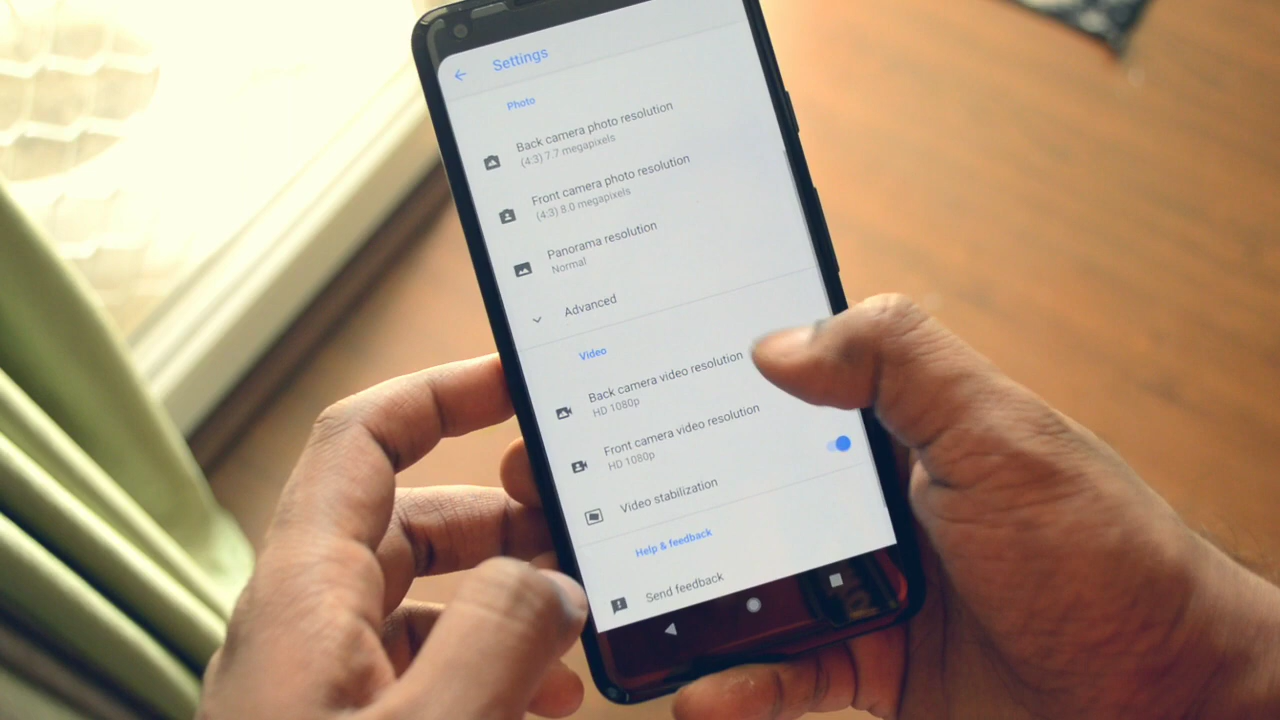 Settings
Photo
Back camera photo resolution
(4:3) 7.7 megapixels
Front camera photo resolution
(4:3) 8.0 megapixels
Panorama resolution
Normal
Advanced
Video
Back camera video resolution
HD 1080p
Front camera video resolution
HD 1080p
Video stabilization
Help & feedback
Send feedback